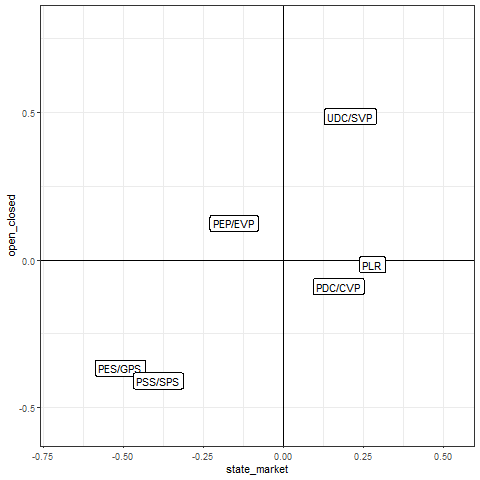 UDC/SVP
0.5
PEP/EVP
open_closed
0.0
PLR
PDC/CVP
PES/GPS
PSS/SPS
-0.5
-0.75 -0.50 -0.25 0.00 0.25 0.50
state_market